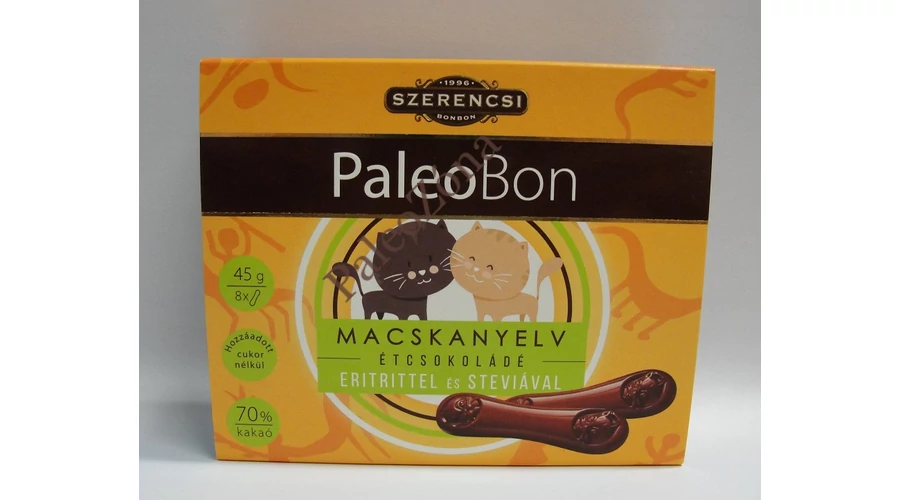 ·1996·
SZERENCSI
BONBON
PaleoBon
PaleoZóna
45 g
8x
MACSKANYELV
ÉTCSOKOLÁDÉ
ERITRITTEL ÉS STEVIÁVAL
Hozzáadott
cukor
nélkül
70%
kakaó